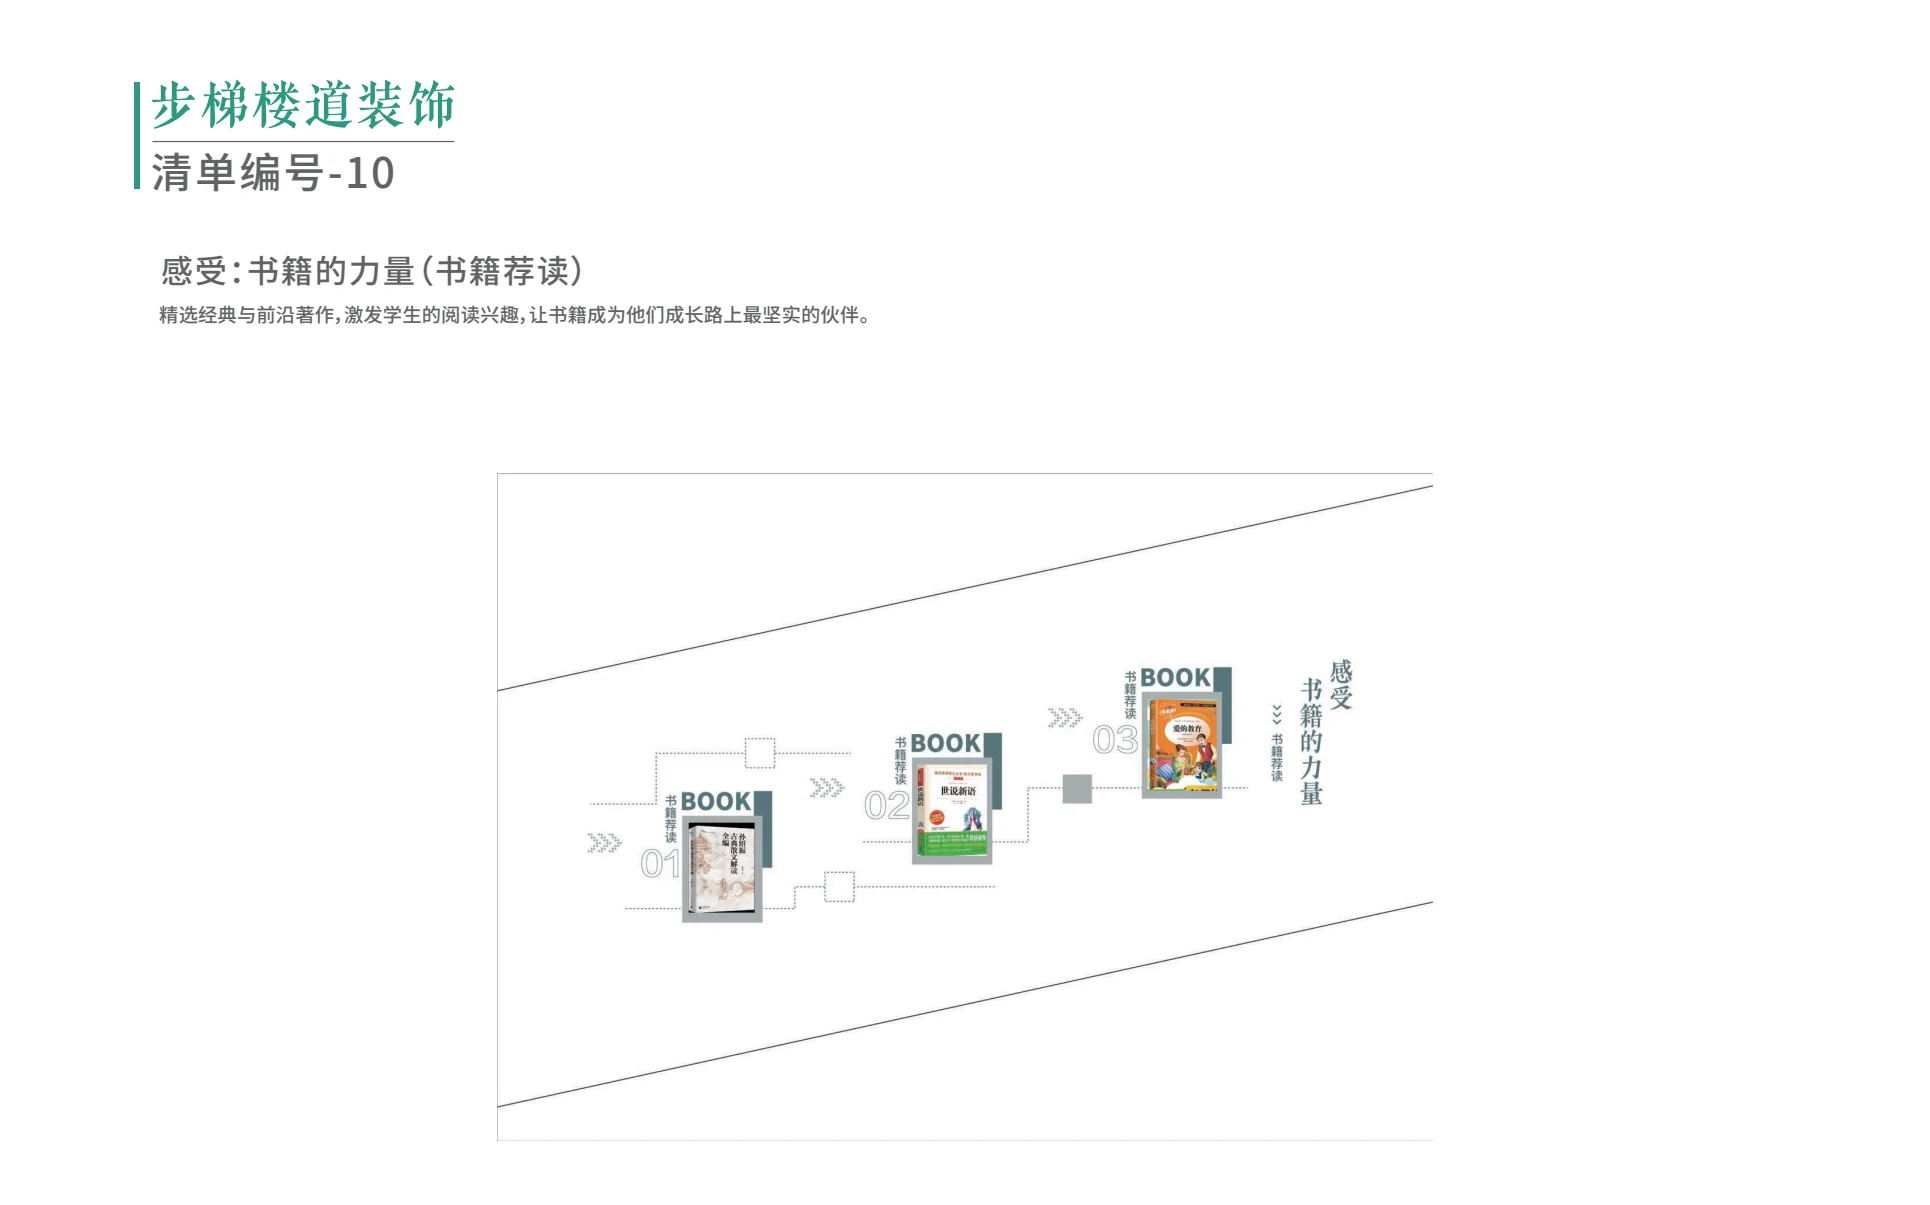 步梯楼道装饰
清单编号-10
感受：书籍的力量（书籍荐读）
精选经典与前沿著作，激发学生的阅读兴趣，让书籍成为他们成长路上最坚实的伙伴。
书籍荐读
BOOK
01
孙绍振
古典散文解读
全编
书籍荐读
BOOK
02
世说新语
世说新语
书籍荐读
BOOK
03
爱的教育
感受
书籍的力量
书籍荐读